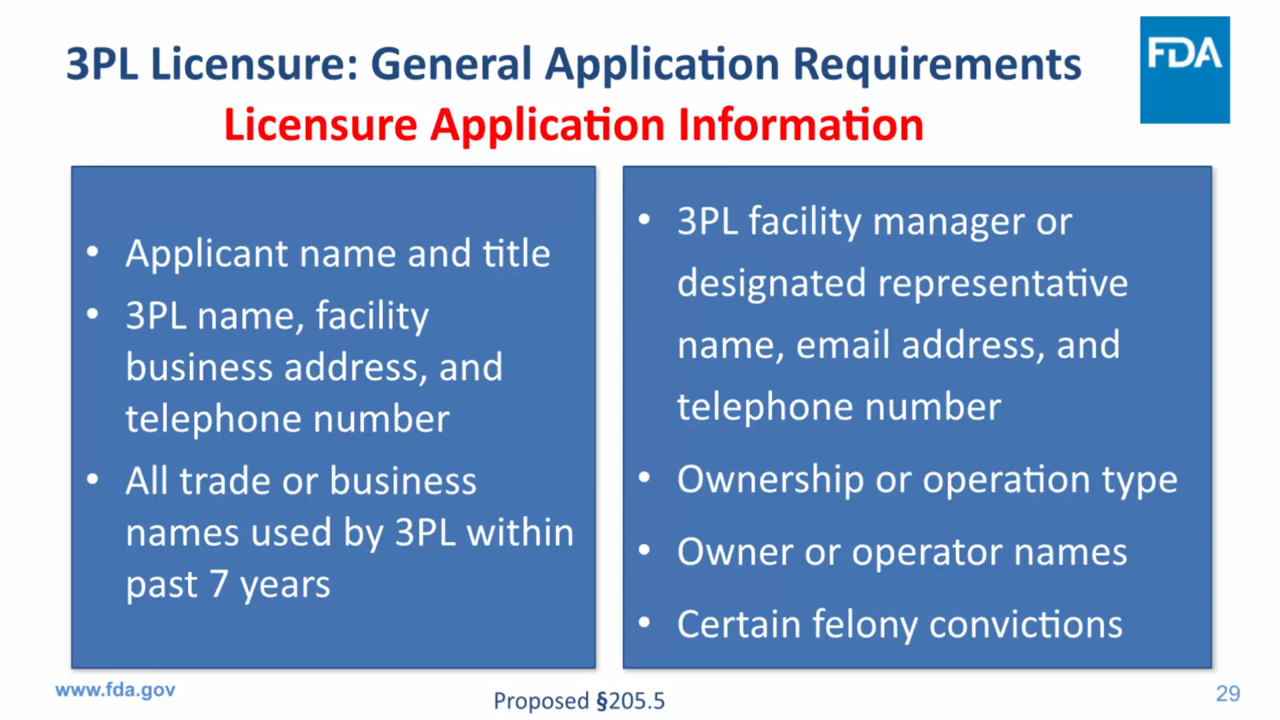 3PL Licensure: General Application Requirements
FDA
Licensure Application Information
• Applicant name and title
• 3PL name, facility
business address, and
telephone number
• All trade or business
names used by 3PL within
past 7 years
• 3PL facility manager or
designated representative
name, email address, and
telephone number
• Ownership or operation type
• Owner or operator names
• Certain felony convictions
www.fda.gov
Proposed §205.5
29